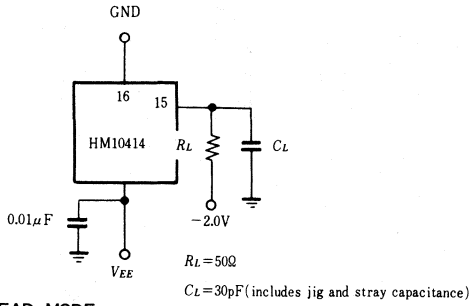 GND
16
15
HM10414
RL
CL
0.01μF
−2.0V
VEE
RL=50Ω
CL=30pF(includes jig and stray capacitance)
EAD MODE